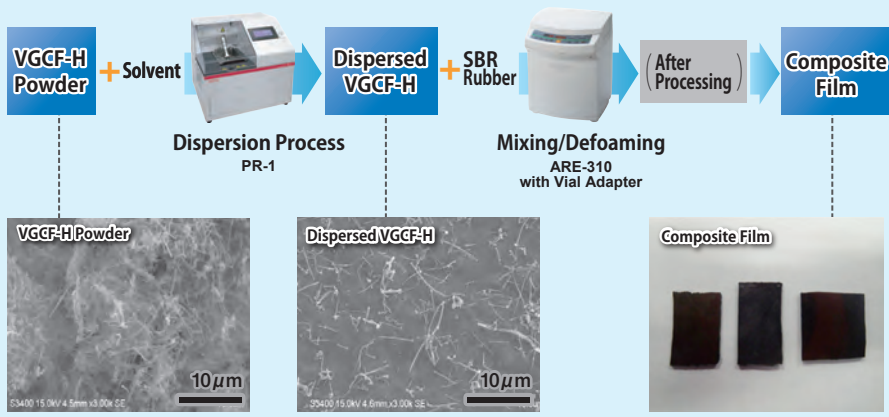 VGCF-H
Powder
+ Solvent
Dispersion Process
PR-1
Dispersed
VGCF-H
+ SBR
Rubber
Mixing/Defoaming
ARE-310
with Vial Adapter
(After
Processing)
Composite
Film
VGCF-H Powder
10μm
S3400 15.0kV 4.5mm x3.00k SE
Dispersed VGCF-H
10μm
S3400 15.0kV 4.6mm x3.00k SE
Composite Film